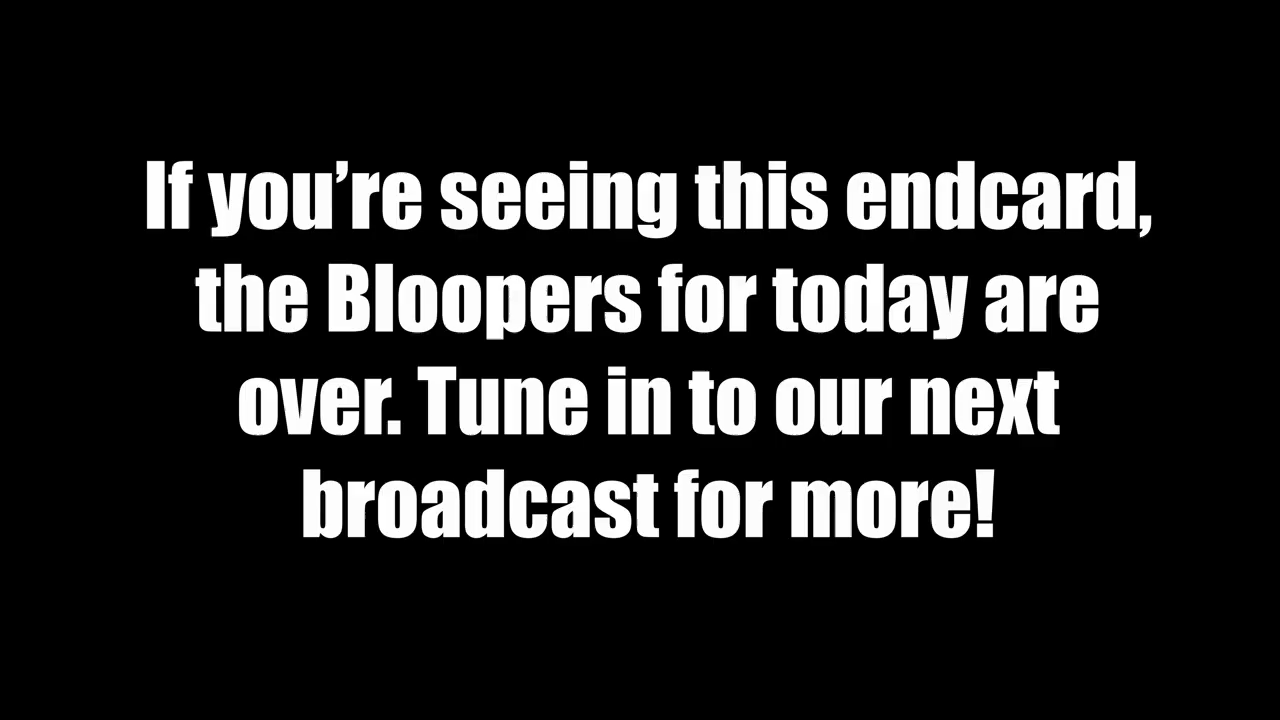 If you’re seeing this endcard,
the Bloopers for today are
over. Tune in to our next
broadcast for more!